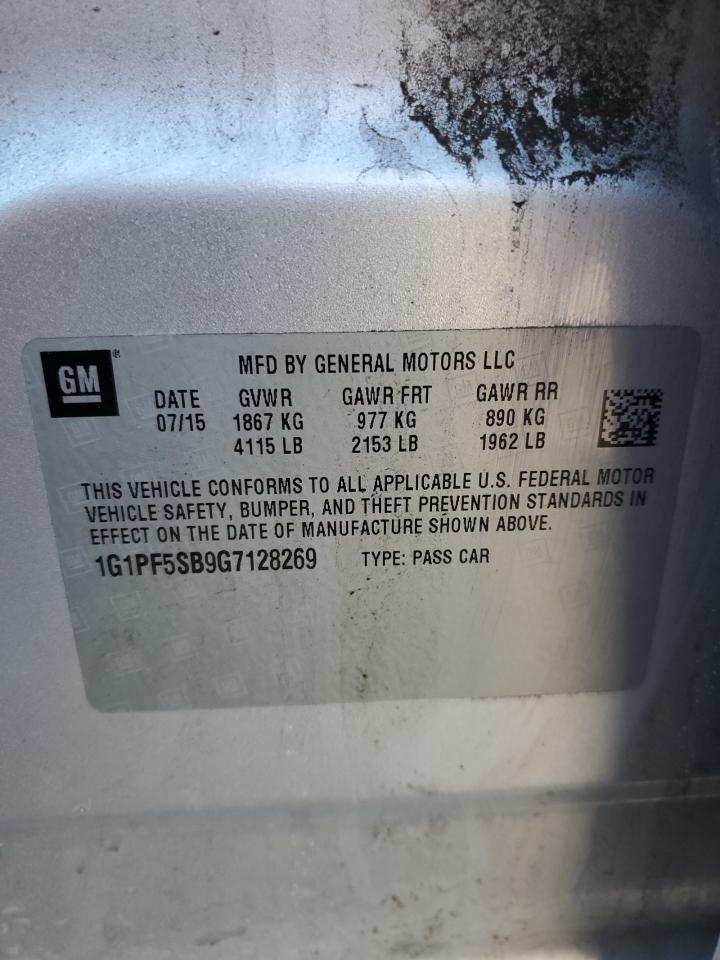 GM ®
MFD BY GENERAL MOTORS LLC
DATE GVWR GAWR FRT GAWR RR
07/15 1867 KG 977 KG 890 KG
4115 LB 2153 LB 1962 LB
THIS VEHICLE CONFORMS TO ALL APPLICABLE U.S. FEDERAL MOTOR
VEHICLE SAFETY, BUMPER, AND THEFT PREVENTION STANDARDS IN
EFFECT ON THE DATE OF MANUFACTURE SHOWN ABOVE.
1G1PF5SB9G7128269 TYPE: PASS CAR